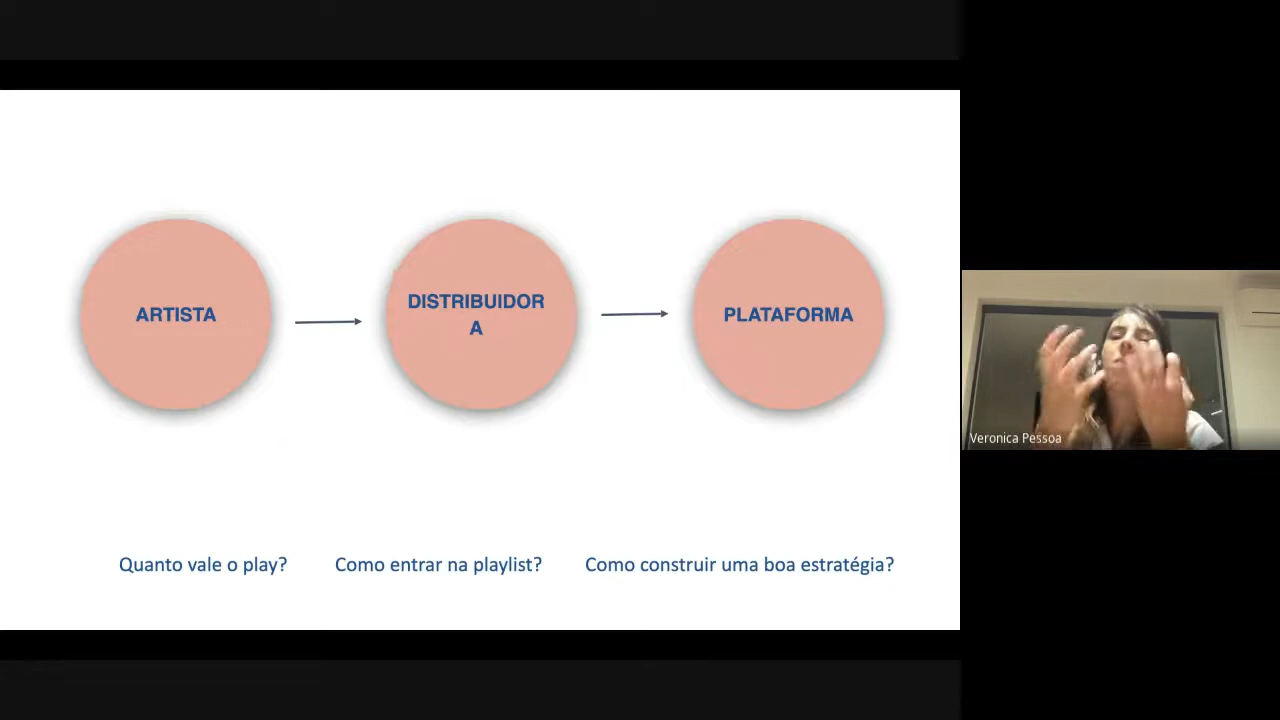 ARTISTA
DISTRIBUIDOR
A
PLATAFORMA
Quanto vale o play?
Como entrar na playlist?
Como construir uma boa estratégia?
Veronica Pessoa